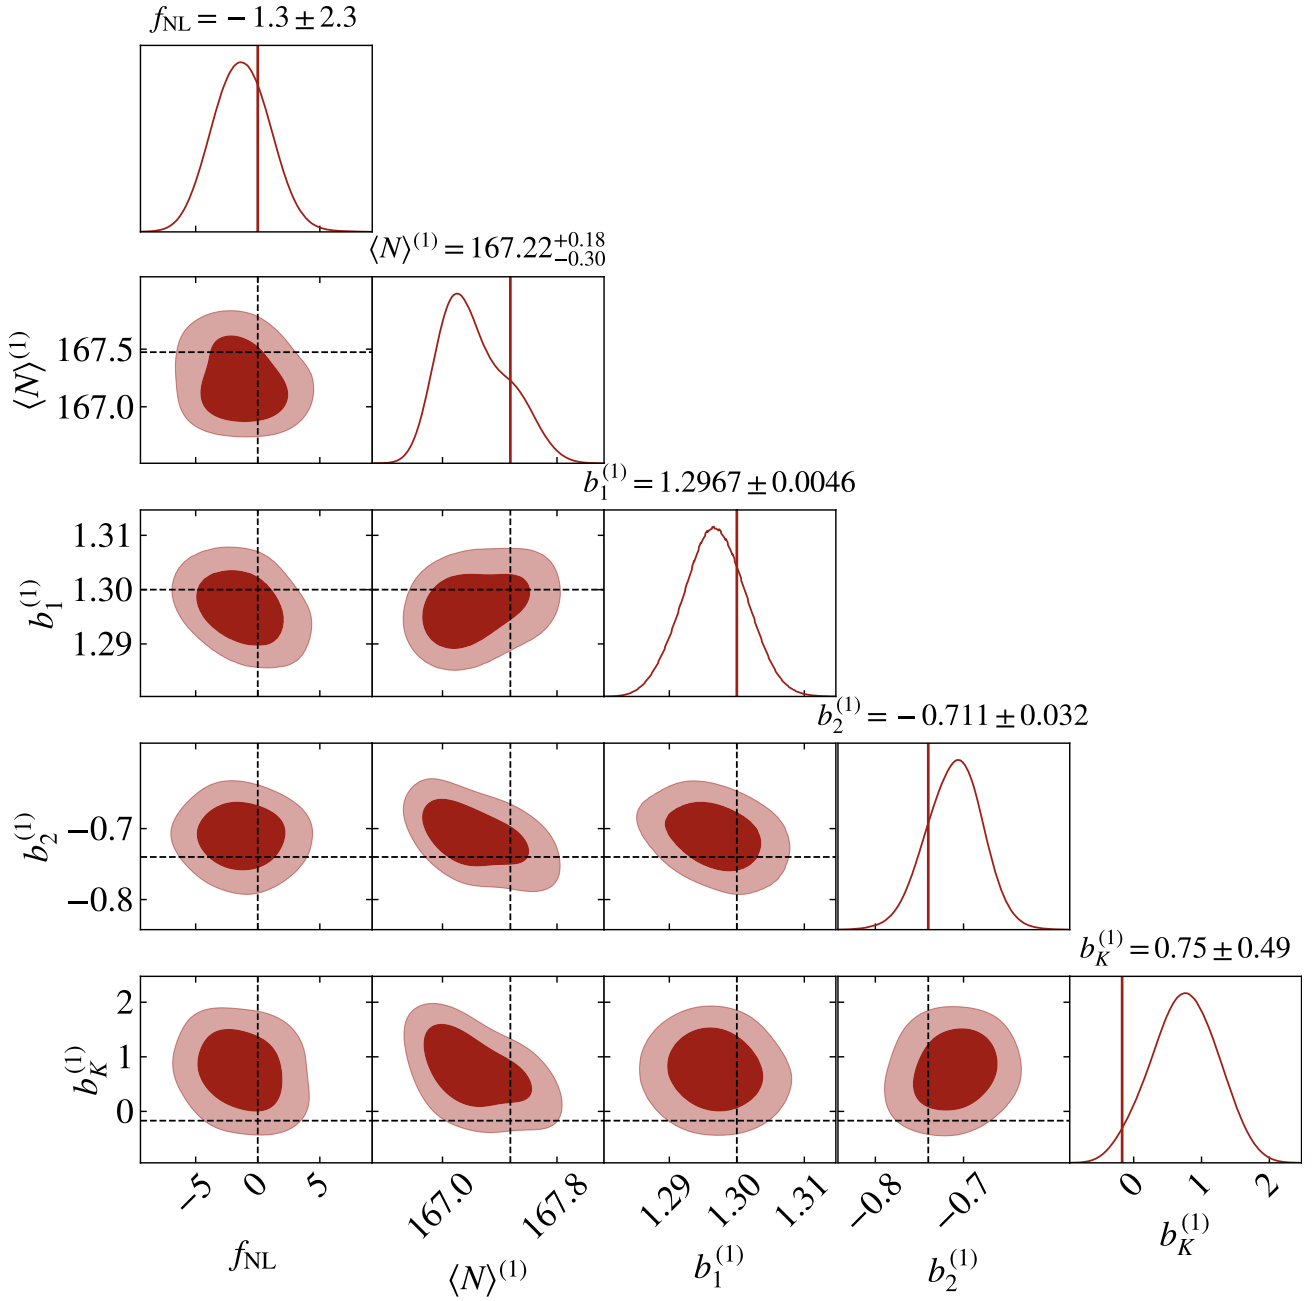 f_NL = −1.3 ± 2.3
⟨N⟩^(1) = 167.22^{+0.18}_{−0.30}
167.5
167.0
⟨N⟩^(1)
b_1^(1) = 1.2967 ± 0.0046
1.31
1.30
1.29
b_1^(1)
b_2^(1) = −0.711 ± 0.032
−0.7
−0.8
b_2^(1)
b_K^(1) = 0.75 ± 0.49
2
1
0
b_K^(1)
−5 0 5 167.0 167.8 1.29 1.30 1.31 −0.8 −0.7 0 1 2
f_NL ⟨N⟩^(1) b_1^(1) b_2^(1) b_K^(1)